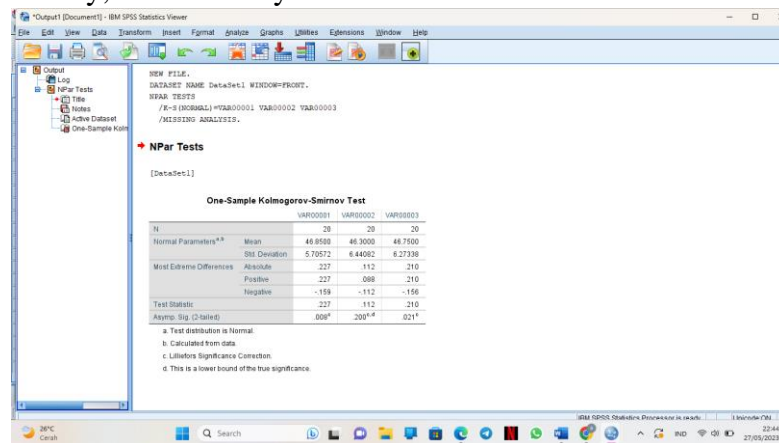 *Output1 [Document1] - IBM SPSS Statistics Viewer
File Edit View Data Transform Insert Format Analyze Graphs Utilities Extensions Window Help
Output
Log
NPar Tests
Title
Notes
Active Dataset
One-Sample Kolm
NEW FILE.
DATASET NAME DataSet1 WINDOW=FRONT.
NPAR TESTS
/K-S(NORMAL)=VAR00001 VAR00002 VAR00003
/MISSING ANALYSIS.
NPar Tests
[DataSet1]
One-Sample Kolmogorov-Smirnov Test
VAR00001 VAR00002 VAR00003
N 20 20 20
Normal Parameters a,b Mean 46.8500 46.3000 46.7500
Std. Deviation 5.70572 6.44082 6.27338
Most Extreme Differences Absolute .227 .112 .210
Positive .227 .088 .210
Negative -.159 -.112 -.156
Test Statistic .227 .112 .210
Asymp. Sig. (2-tailed) .008c .200c,d .021c
a. Test distribution is Normal.
b. Calculated from data.
c. Lilliefors Significance Correction.
d. This is a lower bound of the true significance.
IBM SPSS Statistics Processor is ready Unicode:ON
26°C
Cerah
Search
IND
22:44
27/05/2023